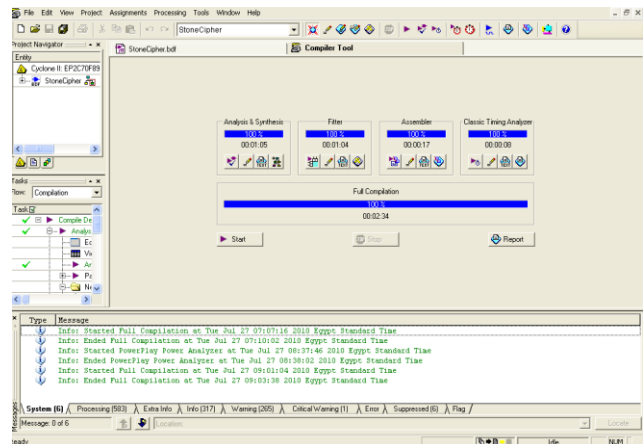 File Edit View Project Assignments Processing Tools Window Help
StoneCipher
Project Navigator
Entity
Cyclone II: EP2C70F89
StoneCipher
StoneCipher.bdf
Compiler Tool
Analysis & Synthesis
100 %
00:01:05
Fitter
100 %
00:01:04
Assembler
100 %
00:00:17
Classic Timing Analyzer
100 %
00:00:08
Full Compilation
100 %
00:02:34
Start
Stop
Report
Tasks
Flow: Compilation
Task
Compile De
Analys
Ec
Vi
Ar
Pa
Ne
Type Message
Info: Started Full Compilation at Tue Jul 27 07:07:16 2010 Egypt Standard Time
Info: Ended Full Compilation at Tue Jul 27 07:10:02 2010 Egypt Standard Time
Info: Started PowerPlay Power Analyzer at Tue Jul 27 08:37:46 2010 Egypt Standard Time
Info: Ended PowerPlay Power Analyzer at Tue Jul 27 08:38:02 2010 Egypt Standard Time
Info: Started Full Compilation at Tue Jul 27 09:01:04 2010 Egypt Standard Time
Info: Ended Full Compilation at Tue Jul 27 09:03:38 2010 Egypt Standard Time
System (6) Processing (583) Extra Info Info (317) Warning (265) Critical Warning (1) Error Suppressed (6) Flag
Messages
Message: 0 of 6
Location:
Locate
Idle
NUM